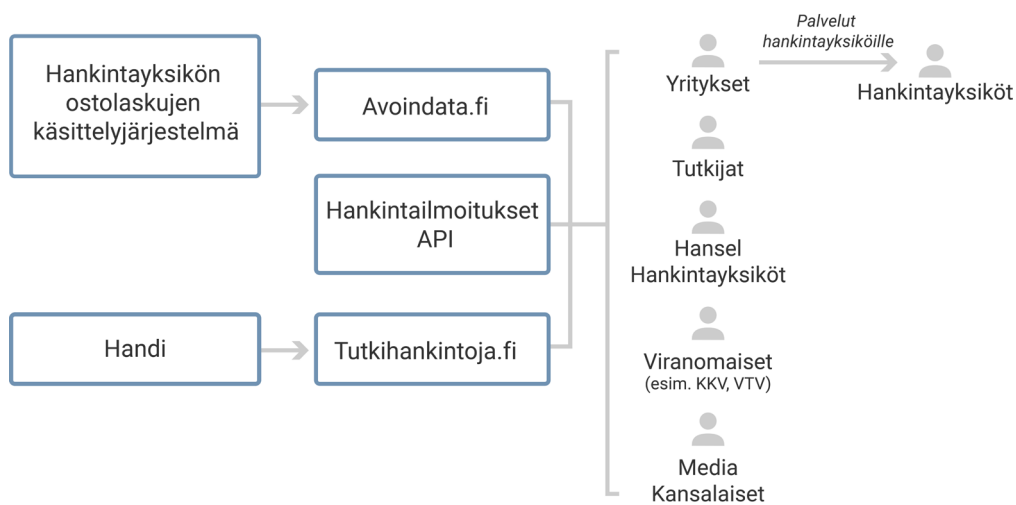 Hankintayksikön
ostolaskujen
käsittelyjärjestelmä
Avoindata.fi
Hankintailmoitukset
API
Handi
Tutkihankintoja.fi
Yritykset
Palvelut
hankintayksiköille
Hankintayksiköt
Tutkijat
Hansel
Hankintayksiköt
Viranomaiset
(esim. KKV, VTV)
Media
Kansalaiset